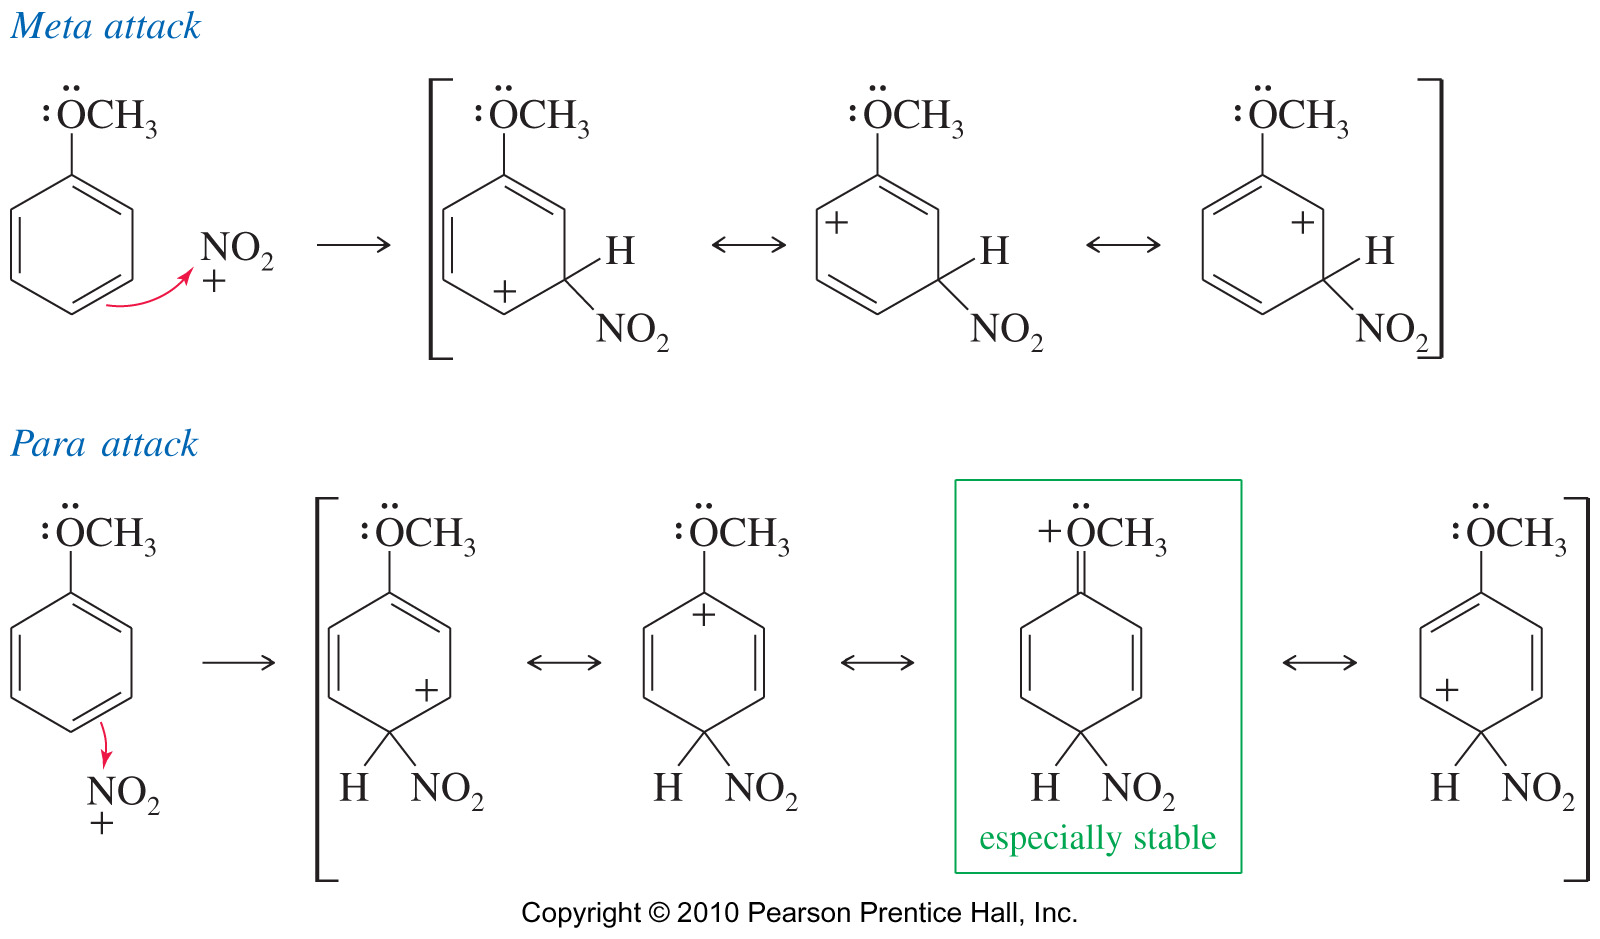 Meta attack
:ÖCH₃ :ÖCH₃ :ÖCH₃ :ÖCH₃
NO₂ H H H
+ + + +
NO₂ NO₂ NO₂
Para attack
:ÖCH₃ :ÖCH₃ :ÖCH₃ +ÖCH₃ :ÖCH₃
+ + +
NO₂ H NO₂ H NO₂ H NO₂ H NO₂
+
especially stable
Copyright © 2010 Pearson Prentice Hall, Inc.